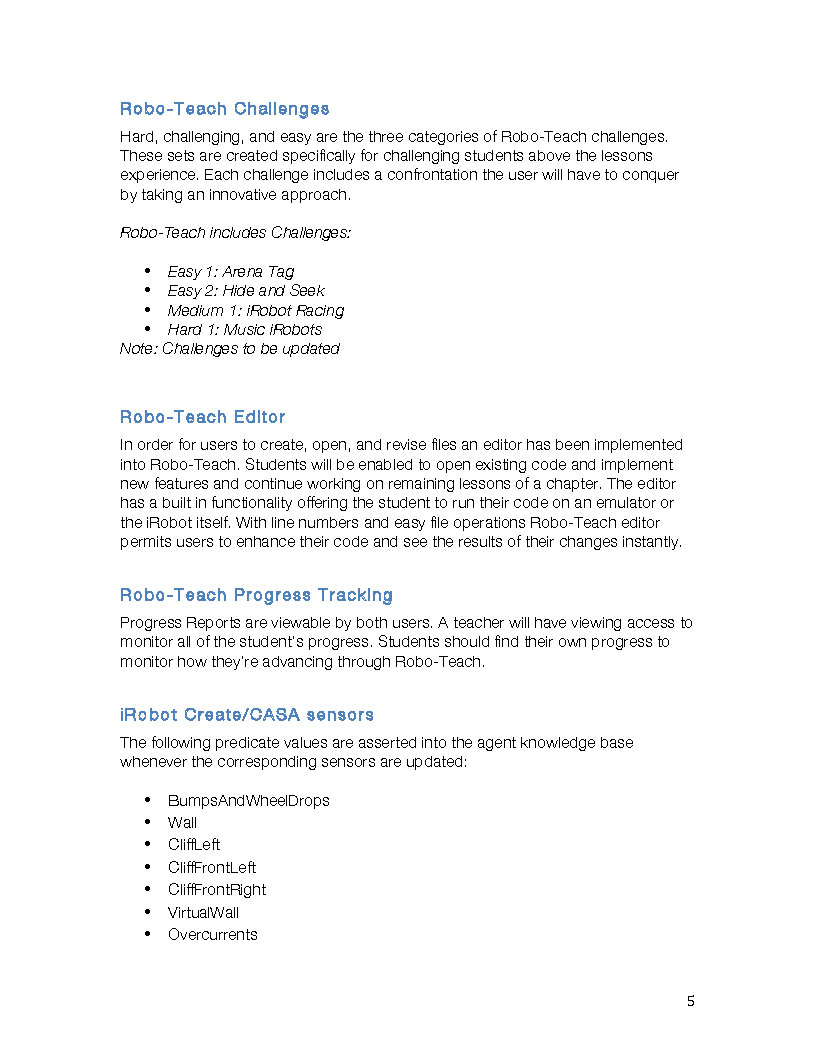 Robo-Teach Challenges
Hard, challenging, and easy are the three categories of Robo-Teach challenges.
These sets are created specifically for challenging students above the lessons
experience. Each challenge includes a confrontation the user will have to conquer
by taking an innovative approach.
Robo-Teach includes Challenges:
• Easy 1: Arena Tag
• Easy 2: Hide and Seek
• Medium 1: iRobot Racing
• Hard 1: Music iRobots
Note: Challenges to be updated
Robo-Teach Editor
In order for users to create, open, and revise files an editor has been implemented
into Robo-Teach. Students will be enabled to open existing code and implement
new features and continue working on remaining lessons of a chapter. The editor
has a built in functionality offering the student to run their code on an emulator or
the iRobot itself. With line numbers and easy file operations Robo-Teach editor
permits users to enhance their code and see the results of their changes instantly.
Robo-Teach Progress Tracking
Progress Reports are viewable by both users. A teacher will have viewing access to
monitor all of the student's progress. Students should find their own progress to
monitor how they're advancing through Robo-Teach.
iRobot Create/CASA sensors
The following predicate values are asserted into the agent knowledge base
whenever the corresponding sensors are updated:
• BumpsAndWheelDrops
• Wall
• CliffLeft
• CliffFrontLeft
• CliffFrontRight
• VirtualWall
• Overcurrents
5